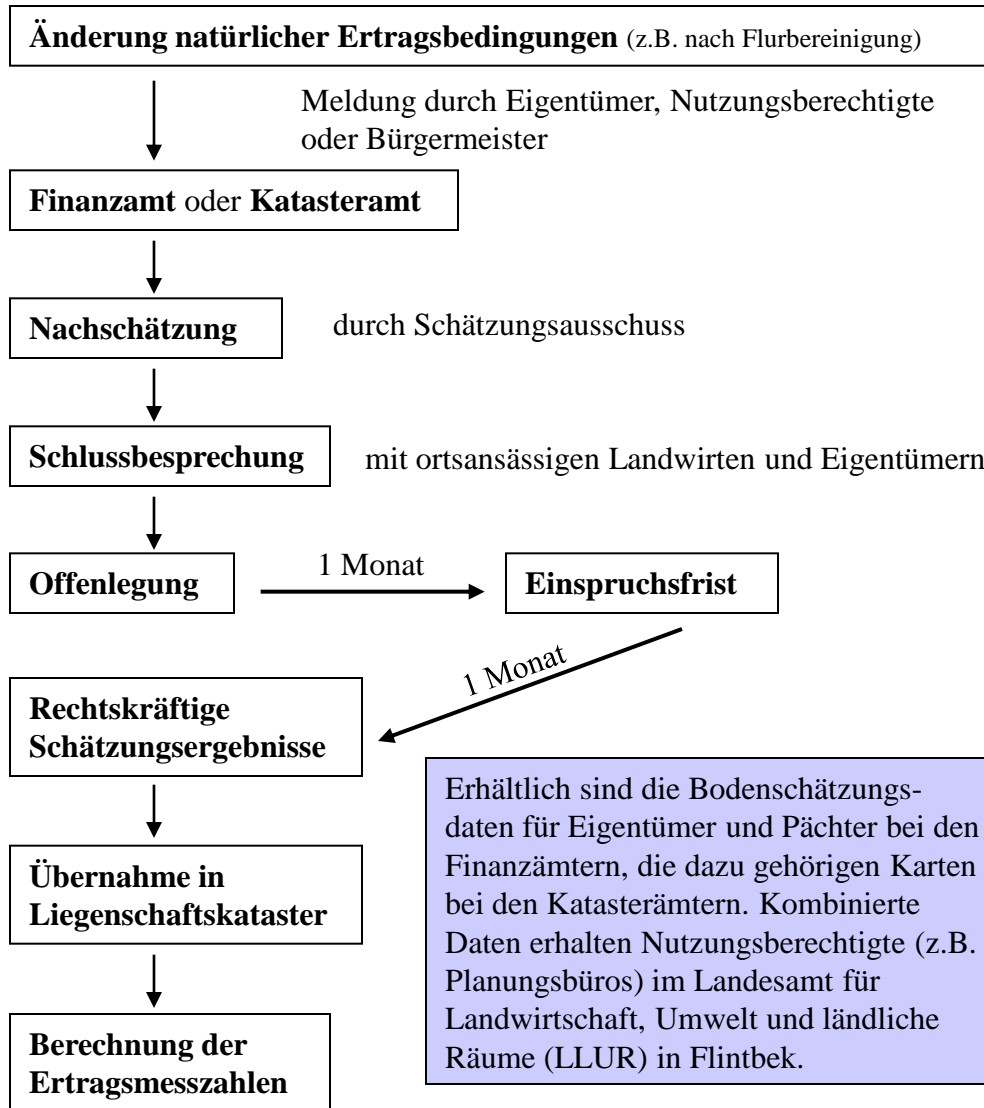 Änderung natürlicher Ertragsbedingungen (z.B. nach Flurbereinigung)
Meldung durch Eigentümer, Nutzungsberechtigte
oder Bürgermeister
Finanzamt oder Katasteramt
Nachschätzung
durch Schätzungsausschuss
Schlussbesprechung
mit ortsansässigen Landwirten und Eigentümern
Offenlegung
1 Monat
Einspruchsfrist
1 Monat
Rechtskräftige
Schätzungsergebnisse
Übernahme in
Liegenschaftskataster
Berechnung der
Ertragsmesszahlen
Erhältlich sind die Bodenschätzungs-
daten für Eigentümer und Pächter bei den
Finanzämtern, die dazu gehörigen Karten
bei den Katasterämtern. Kombinierte
Daten erhalten Nutzungsberechtigte (z.B.
Planungsbüros) im Landesamt für
Landwirtschaft, Umwelt und ländliche
Räume (LLUR) in Flintbek.